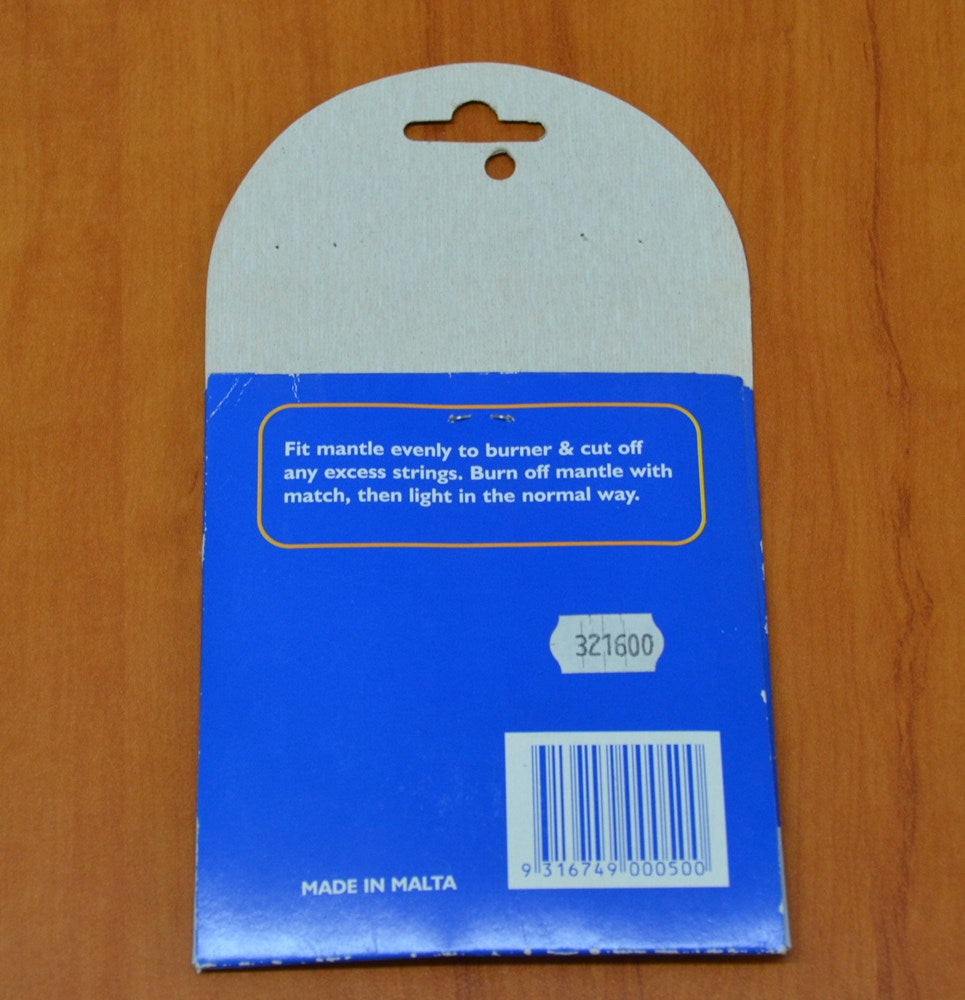 Fit mantle evenly to burner & cut off
any excess strings. Burn off mantle with
match, then light in the normal way.
321600
9 316749 000500
MADE IN MALTA